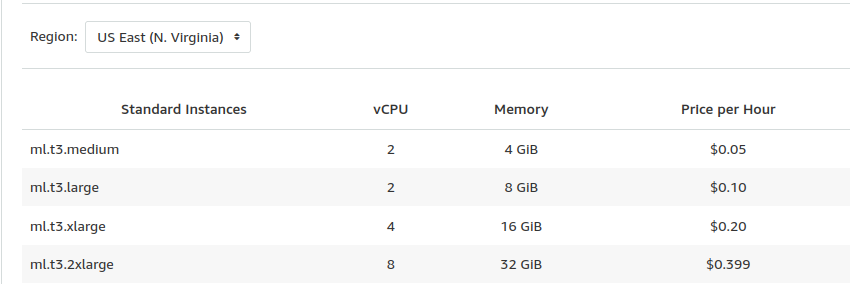 Region: US East (N. Virginia)
Standard Instances vCPU Memory Price per Hour
ml.t3.medium 2 4 GiB $0.05
ml.t3.large 2 8 GiB $0.10
ml.t3.xlarge 4 16 GiB $0.20
ml.t3.2xlarge 8 32 GiB $0.399